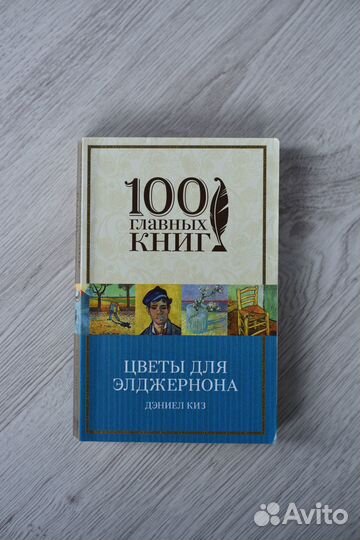 100
ГЛАВНЫХ
КНИГ
ЦВЕТЫ ДЛЯ
ЭЛДЖЕРНОНА
ДЭНИЕЛ КИЗ
Avito